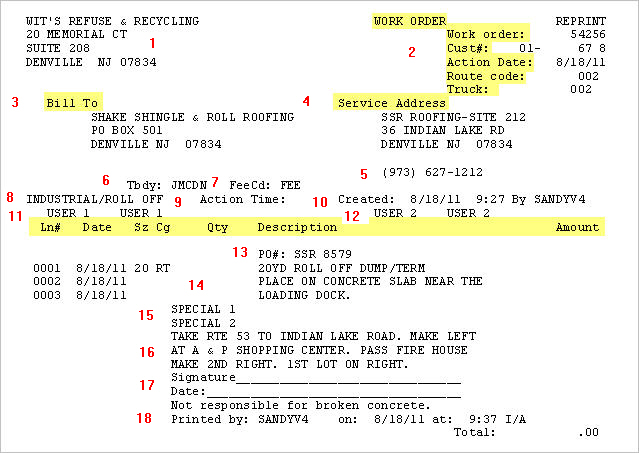 WIT'S REFUSE & RECYCLING WORK ORDER REPRINT
20 MEMORIAL CT 1 Work order: 54256
SUITE 208 2 Cust#: 01- 67 8
DENVILLE NJ 07834 Action Date: 8/18/11
Route code: 002
Truck: 002
3 Bill To 4 Service Address
SHAKE SHINGLE & ROLL ROOFING SSR ROOFING-SITE 212
PO BOX 501 36 INDIAN LAKE RD
DENVILLE NJ 07834 DENVILLE NJ 07834
5 (973) 627-1212
6 Tbdy: JMCDN 7 FeeCd: FEE
8 INDUSTRIAL/ROLL OFF 9 Action Time: 10 Created: 8/18/11 9:27 By SANDYV4
11 USER 1 USER 1 12 USER 2 USER 2
Ln# Date Sz Cg Qty Description Amount
13 PO#: SSR 8579
0001 8/18/11 20 RT 20YD ROLL OFF DUMP/TERM
0002 8/18/11 14 PLACE ON CONCRETE SLAB NEAR THE
0003 8/18/11 LOADING DOCK.
15 SPECIAL 1
SPECIAL 2
TAKE RTE 53 TO INDIAN LAKE ROAD. MAKE LEFT
16 AT A & P SHOPPING CENTER. PASS FIRE HOUSE
MAKE 2ND RIGHT. 1ST LOT ON RIGHT.
17 Signature_______________________________
Date:___________________________________
Not responsible for broken concrete.
18 Printed by: SANDYV4 on: 8/18/11 at: 9:37 I/A
Total: .00